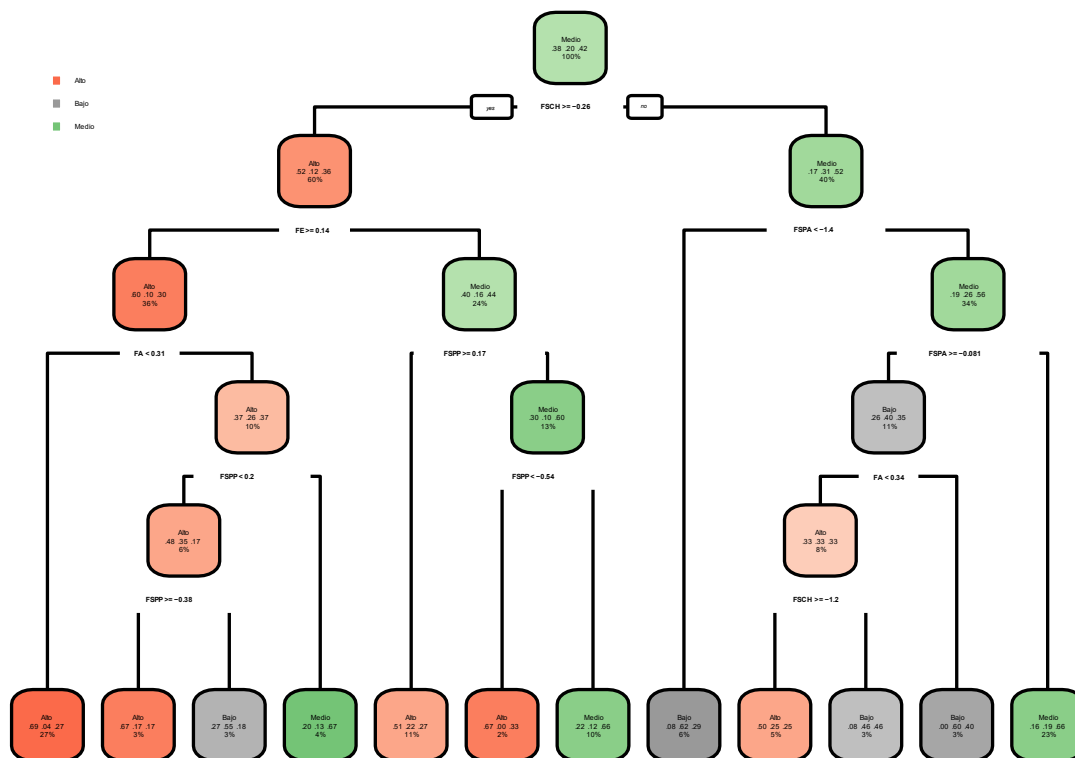 Medio
.38 .20 .42
100%
Alto
Bajo
Medio
yes
FSCH >= −0.26
no
Alto
.52 .12 .36
60%
Medio
.17 .31 .52
40%
FE >= 0.14
FSPA < −1.4
Alto
.60 .10 .30
36%
Medio
.40 .16 .44
24%
Medio
.19 .26 .56
34%
FA < 0.31
FSPP >= 0.17
FSPA >= −0.081
Alto
.37 .26 .37
10%
Medio
.30 .10 .60
13%
Bajo
.26 .40 .35
11%
FSPP < 0.2
FSPP < −0.54
FA < 0.34
Alto
.48 .35 .17
6%
Alto
.33 .33 .33
8%
FSPP >= −0.38
FSCH >= −1.2
Alto
.69 .04 .27
27%
Alto
.67 .17 .17
3%
Bajo
.27 .55 .18
3%
Medio
.20 .13 .67
4%
Alto
.51 .22 .27
11%
Alto
.67 .00 .33
2%
Medio
.22 .12 .66
10%
Bajo
.08 .62 .29
6%
Alto
.50 .25 .25
5%
Bajo
.08 .46 .46
3%
Bajo
.00 .60 .40
3%
Medio
.16 .19 .66
23%